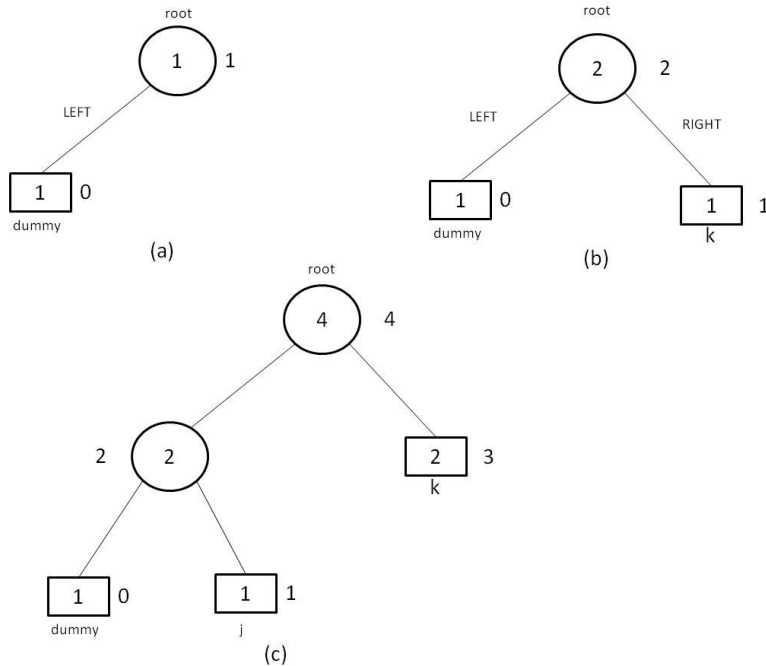 root
1 1
LEFT
1 0
dummy
(a)
root
2 2
LEFT
RIGHT
1 0
dummy
1 1
k
(b)
root
4 4
2 2
2 3
k
1 0
dummy
1 1
j
(c)